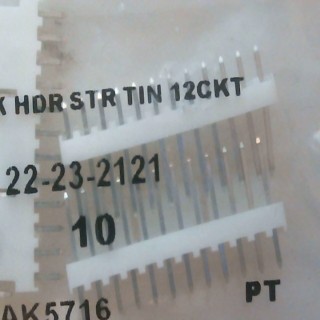 K HDR STR TIN 12CKT
22-23-2121
10
AK5716
PT